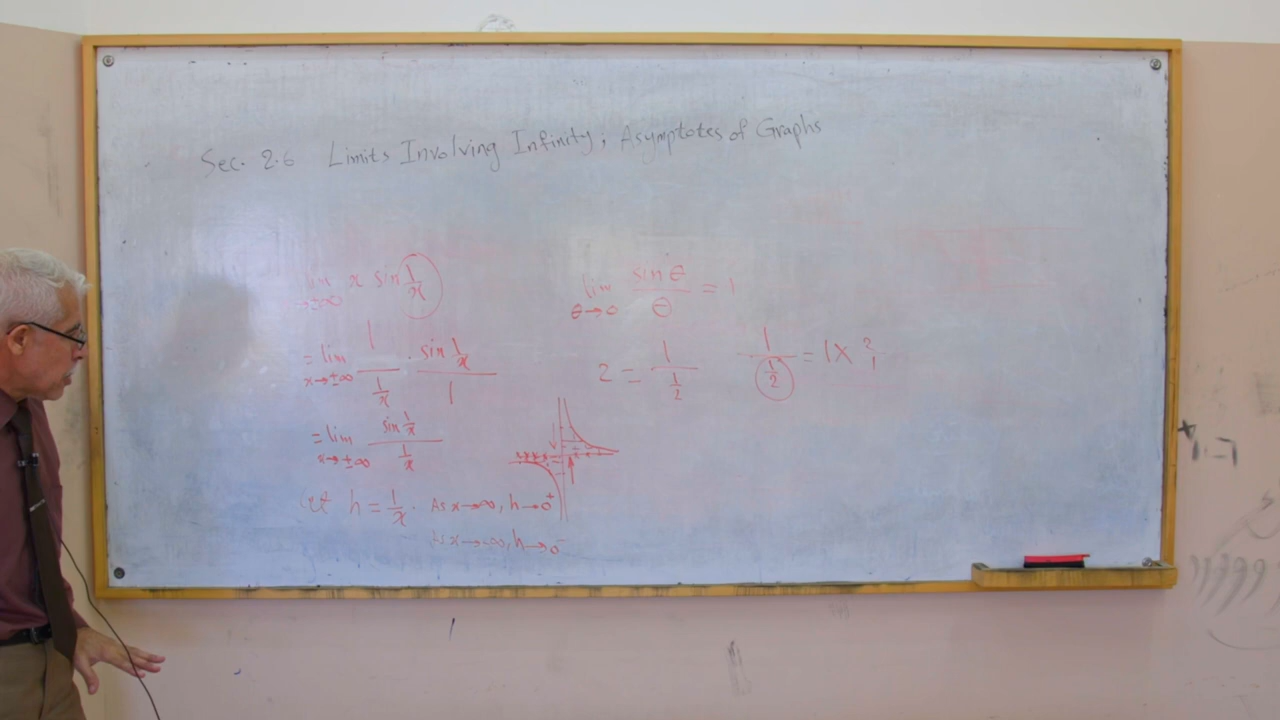 Sec. 2.6 Limits Involving Infinity; Asymptotes of Graphs
lim x→±∞ x sin 1/x
= lim x→±∞ 1/(1/x) · (sin 1/x)/1
= lim x→±∞ (sin 1/x)/(1/x)
Let h = 1/x. As x→∞, h→0⁺
As x→-∞, h→0⁻
lim θ→0 sin θ/θ = 1
2 = 1/(1/2)
1/(1/2) = 1 × 2/1